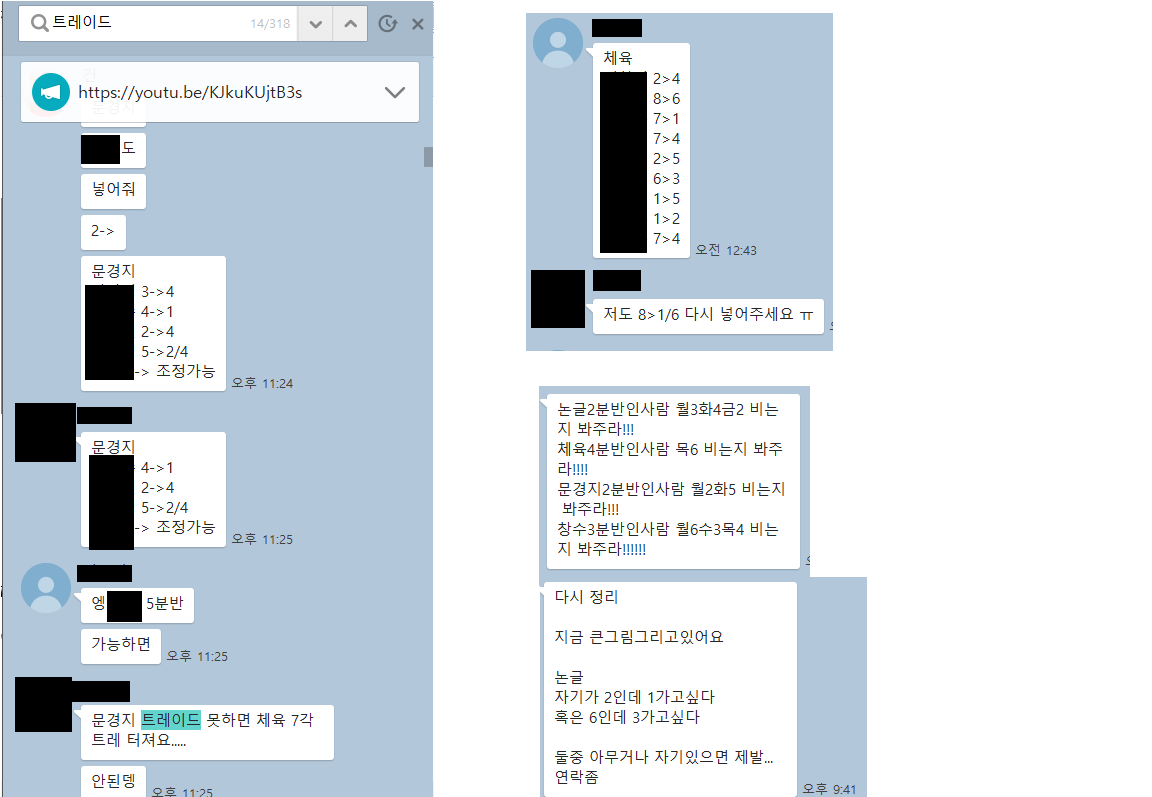 트레이드
14/318
https://youtu.be/KJkuKUjtB3s
도
넣어줘
2->
문경지
3->4
4->1
2->4
5->2/4
-> 조정가능
오후 11:24
문경지
4->1
2->4
5->2/4
-> 조정가능
오후 11:25
엥 5분반
가능하면
오후 11:25
문경지 트레이드 못하면 체육 7각
트레 터져요.....
안된뎅
오후 11:25
체육
2>4
8>6
7>1
7>4
2>5
6>3
1>5
1>2
7>4
오전 12:43
저도 8>1/6 다시 넣어주세요 ㅠ
논글2분반인사람 월3화4금2 비는
지 봐주라!!!
체육4분반인사람 목6 비는지 봐주
라!!!!
문경지2분반인사람 월2화5 비는지
봐주라!!!
창수3분반인사람 월6수3목4 비는
지 봐주라!!!!!!
다시 정리
지금 큰그림그리고있어요
논글
자기가 2인데 1가고싶다
혹은 6인데 3가고싶다
둘중 아무거나 자기있으면 제발...
연락좀
오후 9:41